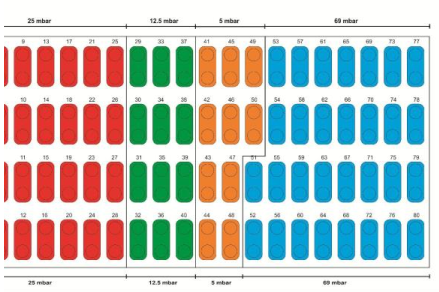 25 mbar 12.5 mbar 5 mbar 69 mbar
9 13 17 21 25 29 33 37 41 45 49 53 57 61 65 69 73 77
10 14 18 22 26 30 34 38 42 46 50 54 58 62 66 70 74 78
11 15 19 23 27 31 35 39 43 47 51 55 59 63 67 71 75 79
12 16 20 24 28 32 36 40 44 48 52 56 60 64 68 72 76 80
25 mbar 12.5 mbar 5 mbar 69 mbar